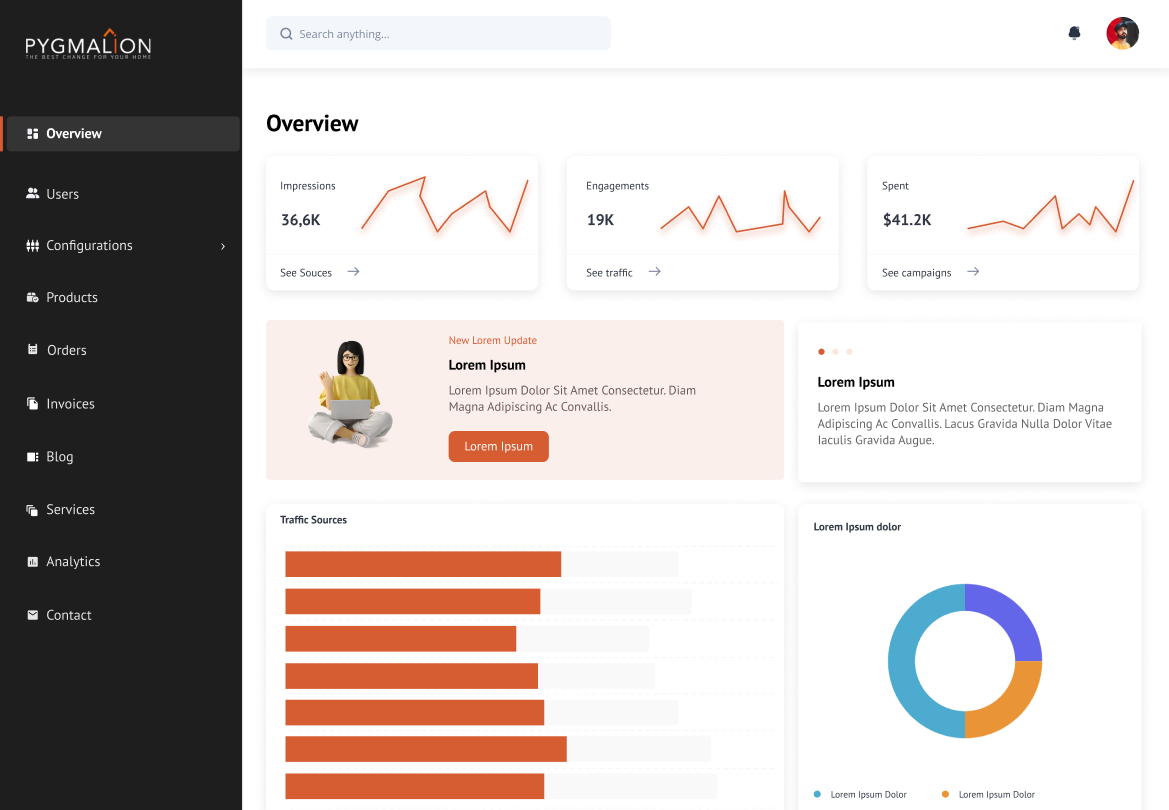 PYGMALION
THE BEST CHANGE FOR YOUR HOME
Overview
Users
Configurations
Products
Orders
Invoices
Blog
Services
Analytics
Contact
Search anything...
Overview
Impressions
36,6K
See Souces
Engagements
19K
See traffic
Spent
$41.2K
See campaigns
New Lorem Update
Lorem Ipsum
Lorem Ipsum Dolor Sit Amet Consectetur. Diam
Magna Adipiscing Ac Convallis.
Lorem Ipsum
Lorem Ipsum
Lorem Ipsum Dolor Sit Amet Consectetur. Diam Magna
Adipiscing Ac Convallis. Lacus Gravida Nulla Dolor Vitae
Iaculis Gravida Augue.
Traffic Sources
Lorem Ipsum dolor
Lorem Ipsum Dolor
Lorem Ipsum Dolor